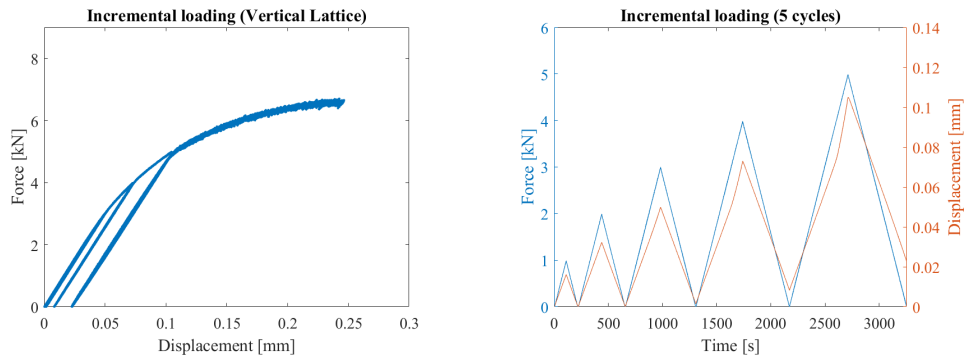 Incremental loading (Vertical Lattice)
8
6
4
2
0
Force [kN]
0 0.05 0.1 0.15 0.2 0.25 0.3
Displacement [mm]
Incremental loading (5 cycles)
6
5
4
3
2
1
0
Force [kN]
0.14
0.12
0.10
0.08
0.06
0.04
0.02
0
Displacement [mm]
0 500 1000 1500 2000 2500 3000
Time [s]